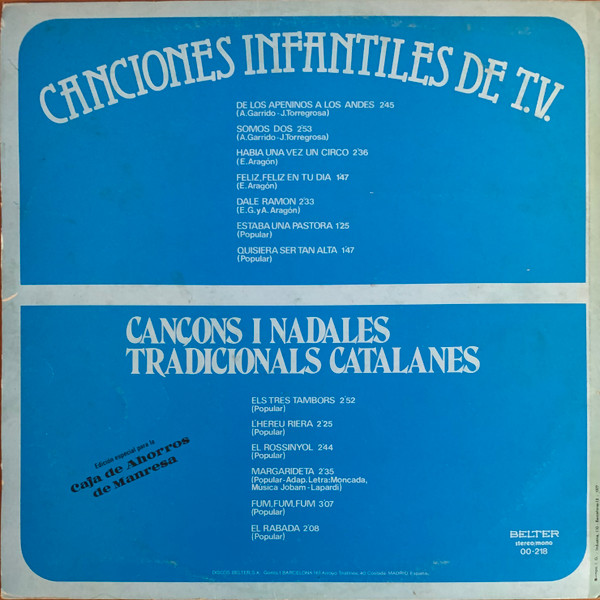 CANCIONES INFANTILES DE T.V.
DE LOS APENINOS A LOS ANDES 2'45
(A.Garrido-J.Torregrosa)
SOMOS DOS 2'53
(A.Garrido-J.Torregrosa)
HABIA UNA VEZ UN CIRCO 2'36
(E.Aragón)
FELIZ,FELIZ EN TU DIA 1'47
(E.Aragón)
DALE RAMON 2'33
(E.G. y A. Aragón)
ESTABA UNA PASTORA 1'25
(Popular)
QUISIERA SER TAN ALTA 1'47
(Popular)
CANÇONS I NADALES
TRADICIONALS CATALANES
ELS TRES TAMBORS 2'52
(Popular)
L'HEREU RIERA 2'25
(Popular)
EL ROSSINYOL 2'44
(Popular)
MARGARIDETA 2'35
(Popular-Adap. Letra:Moncada,
Música Jobam-Lapardi)
FUM,FUM,FUM 3'07
(Popular)
EL RABADA 2'08
(Popular)
Edición especial para la
Caja de Ahorros
de Manresa
BELTER
stereo/mono
00-218
DISCOS BELTER S.A. BARCELONA MADRID España